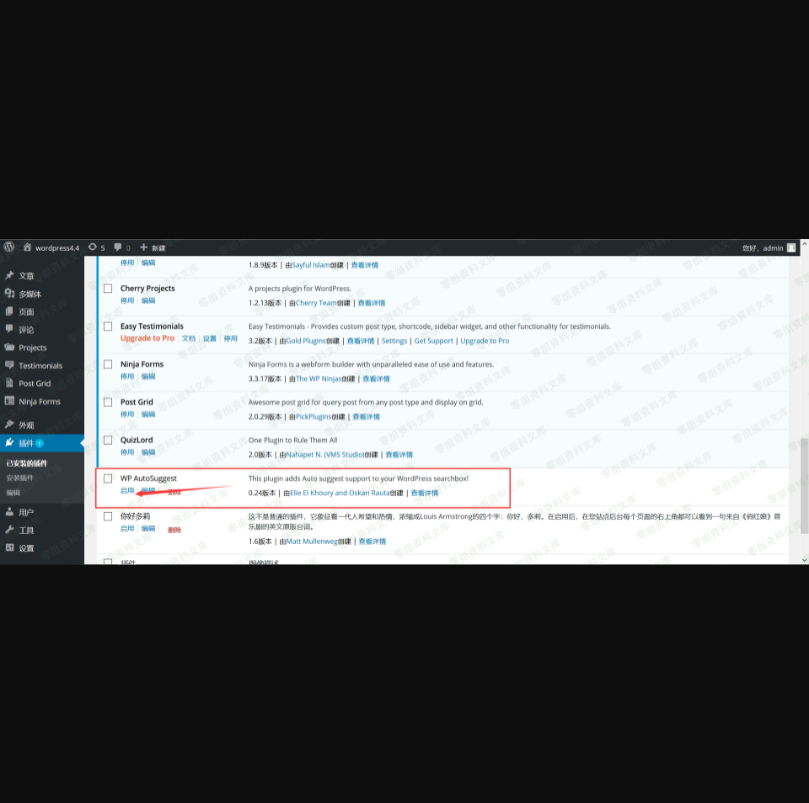 wordpress4.4 5 0 新建 您好，admin
停用 | 编辑
1.8.9版本 | 由Sayful Islam创建 | 查看详情
文章
多媒体
页面
评论
Projects
Testimonials
Post Grid
Ninja Forms
外观
插件 1
已安装的插件
安装插件
编辑
用户
工具
设置
Cherry Projects
A projects plugin for WordPress.
停用 | 编辑
1.2.13版本 | 由Cherry Team创建 | 查看详情
Easy Testimonials
Easy Testimonials - Provides custom post type, shortcode, sidebar widget, and other functionality for testimonials.
Upgrade to Pro | 文档 | 设置 | 停用
3.2版本 | 由Gold Plugins创建 | 查看详情 | Settings | Get Support | Upgrade to Pro
Ninja Forms
Ninja Forms is a webform builder with unparalleled ease of use and features.
停用 | 编辑
3.3.17版本 | 由The WP Ninjas创建 | 查看详情
Post Grid
Awesome post grid for query post from any post type and display on grid.
停用 | 编辑
2.0.29版本 | 由PickPlugins创建 | 查看详情
QuizLord
One Plugin to Rule Them All
停用 | 编辑
2.0版本 | 由Nahapet N. (VMS Studio)创建 | 查看详情
WP AutoSuggest
This plugin adds Auto suggest support to your WordPress searchbox!
启用 | 编辑 | 删除
0.24版本 | 由Elie El Khoury and Oskari Rauta创建 | 查看详情
你好多莉
这不是普通的插件，它象征着一代人希望和热情，浓缩成Louis Armstrong的四个字：你好，多莉。在启用后，在您站点后台每个页面的右上角都可以看到一句来自《俏红娘》音
乐剧的英文原版台词。
启用 | 编辑 | 删除
1.6版本 | 由Matt Mullenweg创建 | 查看详情
插件
图像描述
零组资料文库